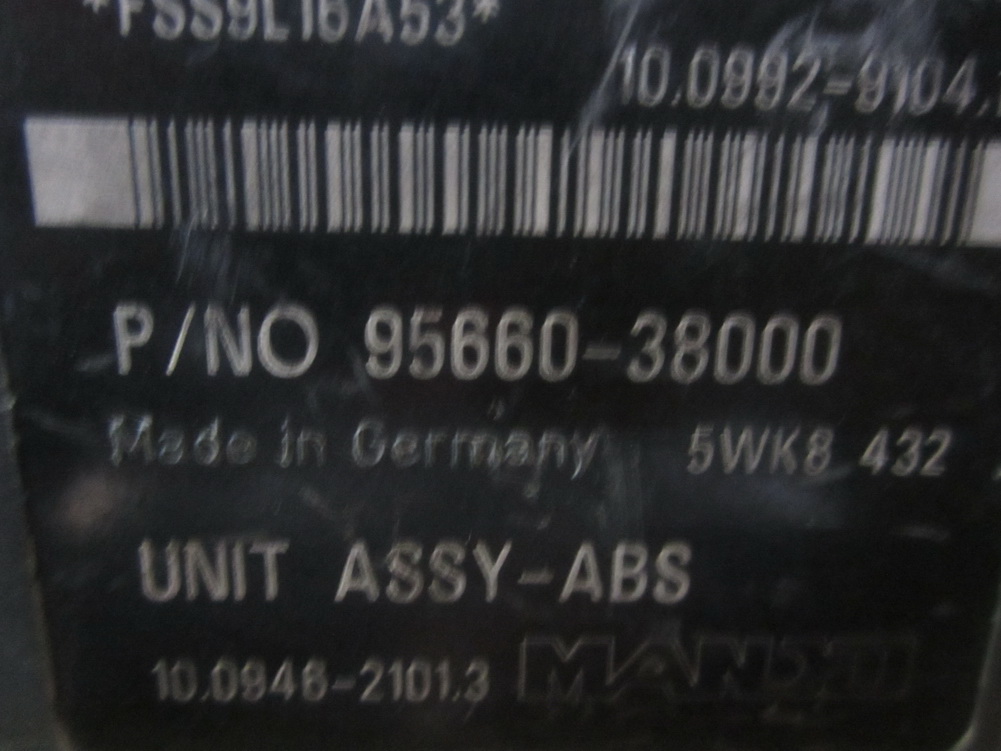 *FSS9L16A53*
10.0992-9104.
P/NO 95660-38000
Made in Germany 5WK8 432
UNIT ASSY-ABS
10.0946-2101.3 MANDO